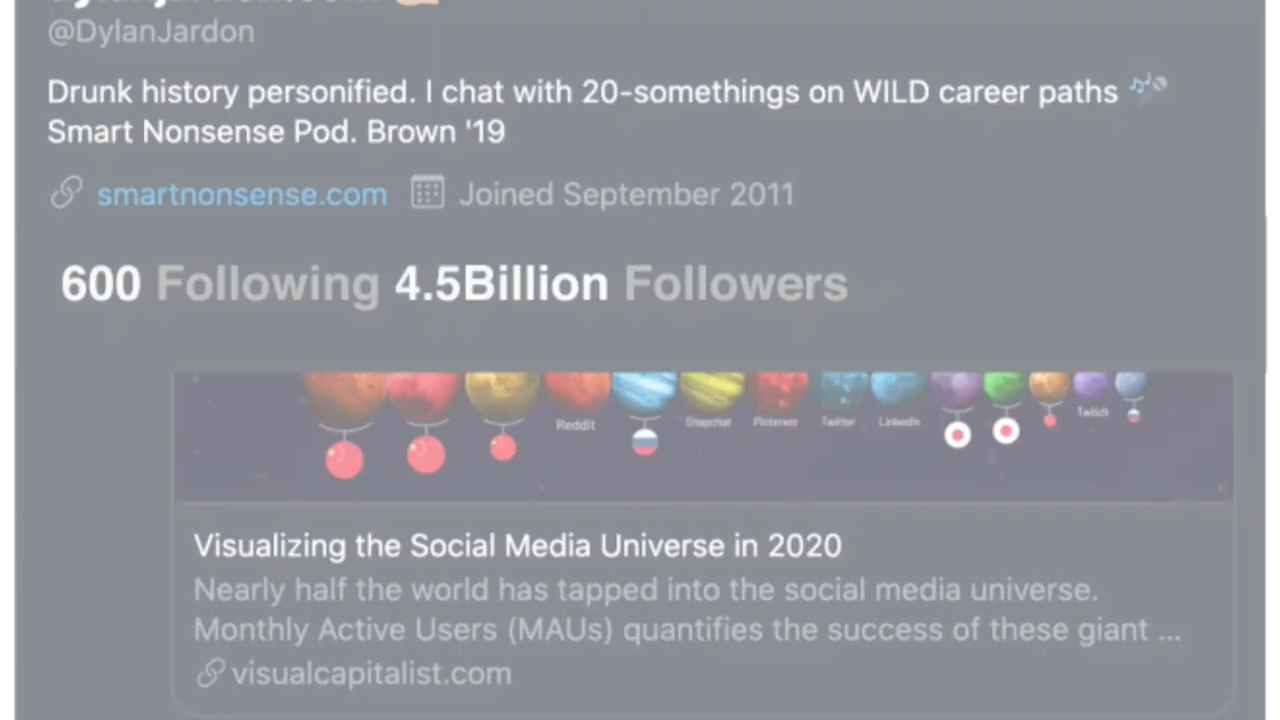 @DylanJardon
Drunk history personified. I chat with 20-somethings on WILD career paths
Smart Nonsense Pod. Brown '19
smartnonsense.com Joined September 2011
600 Following 4.5Billion Followers
Reddit Snapchat Pinterest Twitter LinkedIn Twitch
Visualizing the Social Media Universe in 2020
Nearly half the world has tapped into the social media universe.
Monthly Active Users (MAUs) quantifies the success of these giant ...
visualcapitalist.com